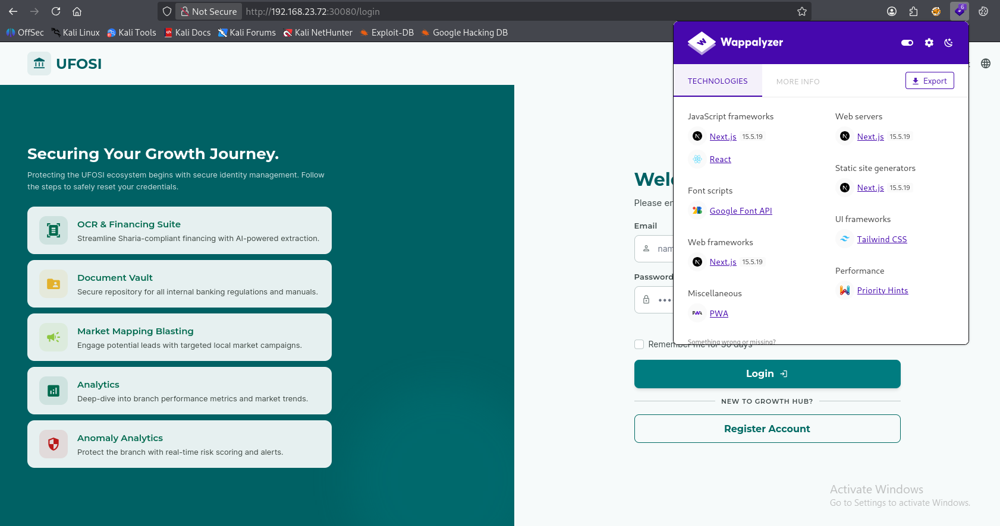 Not Secure
http://192.168.23.72:30080/login
OffSec
Kali Linux
Kali Tools
Kali Docs
Kali Forums
Kali NetHunter
Exploit-DB
Google Hacking DB
6
UFOSI
Securing Your Growth Journey.
Protecting the UFOSI ecosystem begins with secure identity management. Follow
the steps to safely reset your credentials.
OCR & Financing Suite
Streamline Sharia-compliant financing with AI-powered extraction.
Document Vault
Secure repository for all internal banking regulations and manuals.
Market Mapping Blasting
Engage potential leads with targeted local market campaigns.
Analytics
Deep-dive into branch performance metrics and market trends.
Anomaly Analytics
Protect the branch with real-time risk scoring and alerts.
Please
Email
Password
Remember me for 30 days
Login
NEW TO GROWTH HUB?
Register Account
Wappalyzer
TECHNOLOGIES
MORE INFO
Export
JavaScript frameworks
Next.js 15.5.19
React
Font scripts
Google Font API
Web frameworks
Next.js 15.5.19
Miscellaneous
PWA
Something wrong or missing?
Web servers
Next.js 15.5.19
Static site generators
Next.js 15.5.19
UI frameworks
Tailwind CSS
Performance
Priority Hints
Activate Windows
Go to Settings to activate Windows.